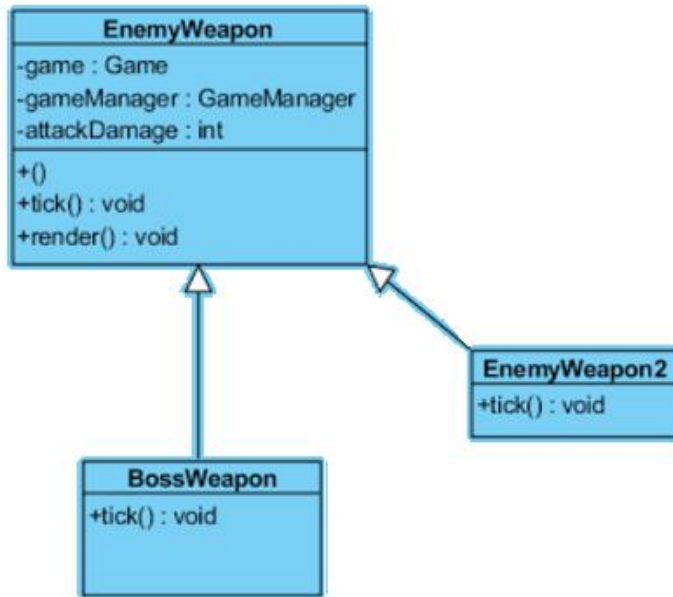 EnemyWeapon
-game : Game
-gameManager : GameManager
-attackDamage : int
+()
+tick() : void
+render() : void
EnemyWeapon2
+tick() : void
BossWeapon
+tick() : void